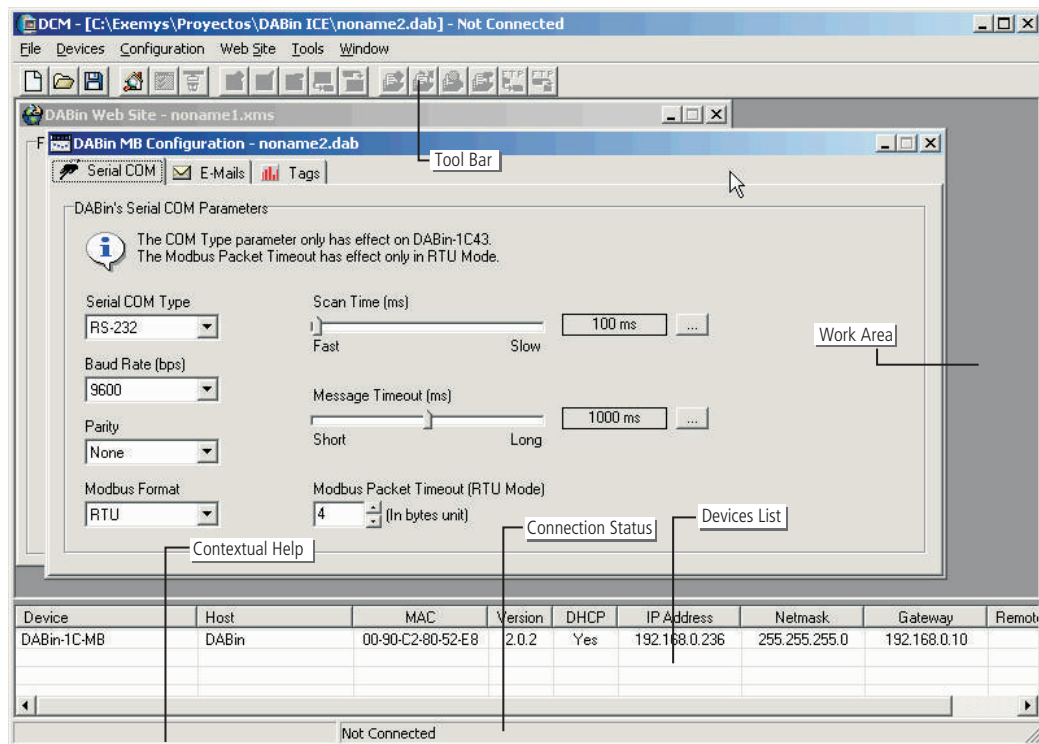 DCM - [C:\Exemys\Proyectos\DABin ICE\noname2.dab] - Not Connected
File Devices Configuration Web Site Tools Window
DABin Web Site - noname1.xms
F
DABin MB Configuration - noname2.dab
Tool Bar
Serial COM E-Mails Tags
DABin's Serial COM Parameters
The COM Type parameter only has effect on DABin-1C43.
The Modbus Packet Timeout has effect only in RTU Mode.
Serial COM Type Scan Time (ms)
RS-232 100 ms ...
Fast Slow
Work Area
Baud Rate (bps)
9600 Message Timeout (ms)
1000 ms ...
Parity Short Long
None
Modbus Format Modbus Packet Timeout (RTU Mode)
RTU 4 (In bytes unit)
Devices List
Connection Status
Contextual Help
Device Host MAC Version DHCP IP Address Netmask Gateway Remot
DABin-1C-MB DABin 00-90-C2-80-52-E8 2.0.2 Yes 192.168.0.236 255.255.255.0 192.168.0.10
Not Connected